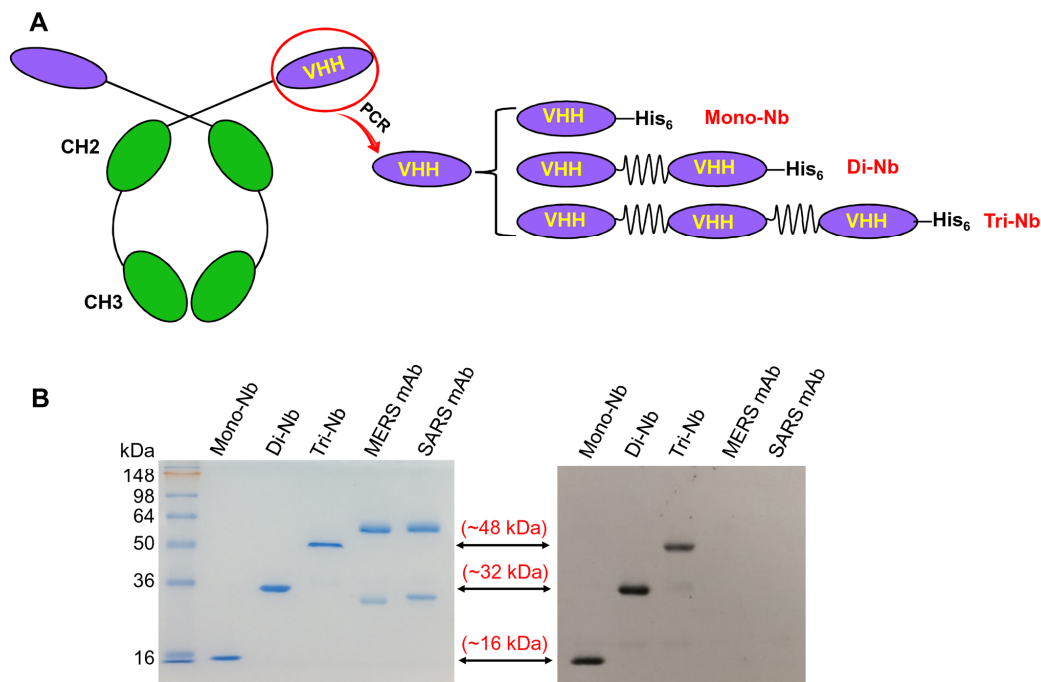 A
VHH
PCR
CH2
CH3
VHH
VHH His₆ Mono-Nb
VHH VHH His₆ Di-Nb
VHH VHH VHH His₆ Tri-Nb
B
kDa
Mono-Nb
Di-Nb
Tri-Nb
MERS mAb
SARS mAb
148
98
64
50
36
16
(~48 kDa)
(~32 kDa)
(~16 kDa)
Mono-Nb
Di-Nb
Tri-Nb
MERS mAb
SARS mAb